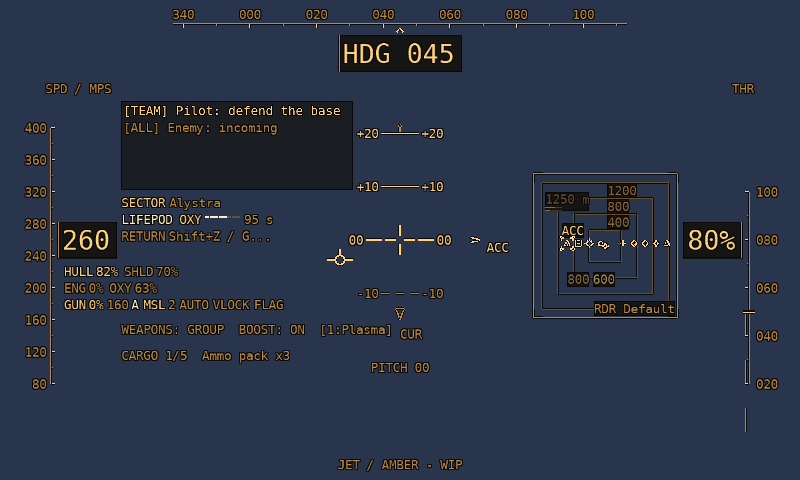 340 000 020 040 060 080 100
HDG 045
SPD / MPS
THR
[TEAM] Pilot: defend the base
[ALL] Enemy: incoming
400
360
320
280
260
240
200
160
120
80
+20 +20
+10 +10
00 00
-10 -10
SECTOR Alystra
LIFEPOD OXY 95 s
RETURN Shift+Z / G...
HULL 82% SHLD 70%
ENG 0% OXY 63%
GUN 0% 160 A MSL 2 AUTO VLOCK FLAG
WEAPONS: GROUP BOOST: ON [1:Plasma]
CUR
CARGO 1/5 Ammo pack x3
PITCH 00
ACC
1250 m
1200
800
400
ACC
800 600
RDR Default
100
080
80%
060
040
020
JET / AMBER - WIP